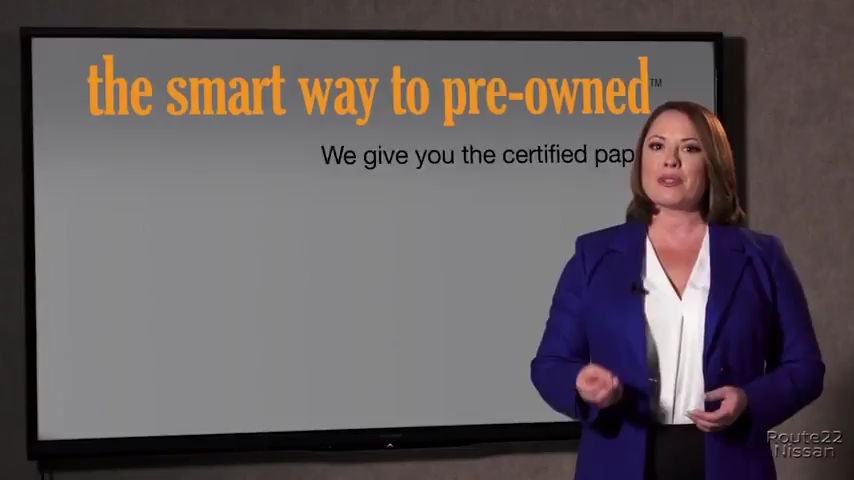 the smart way to pre-owned™
We give you the certified pap
Route22
Nissan